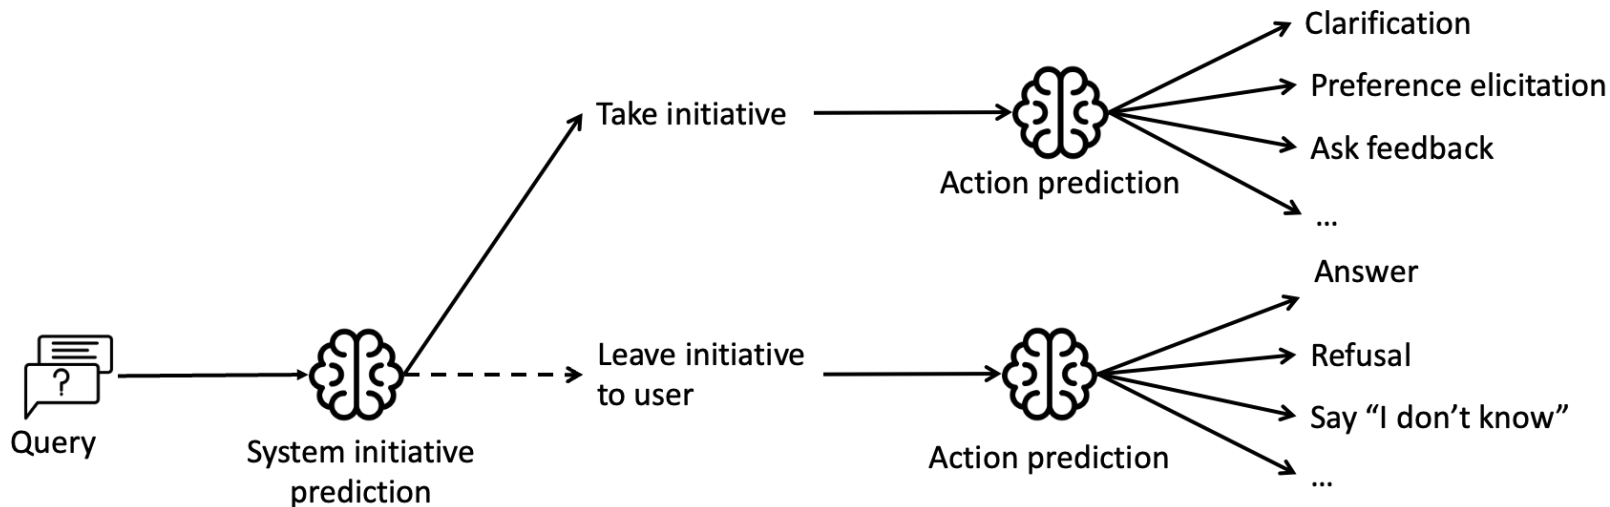 Clarification
Take initiative
Preference elicitation
Ask feedback
Action prediction
...
Answer
?
Query
System initiative
prediction
Leave initiative
to user
Action prediction
Refusal
Say “I don’t know”
...